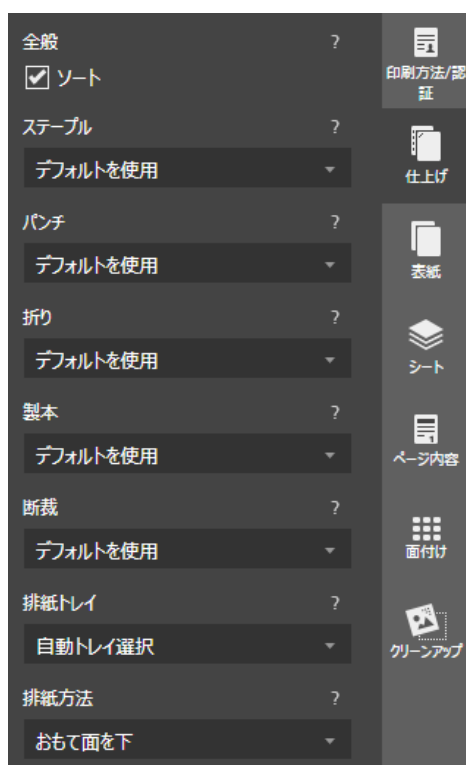 全般 ?
ソート
ステープル ?
デフォルトを使用
パンチ ?
デフォルトを使用
折り ?
デフォルトを使用
製本 ?
デフォルトを使用
断裁 ?
デフォルトを使用
排紙トレイ ?
自動トレイ選択
排紙方法 ?
おもて面を下
印刷方法/認
証
仕上げ
表紙
シート
ページ内容
面付け
クリーンアップ